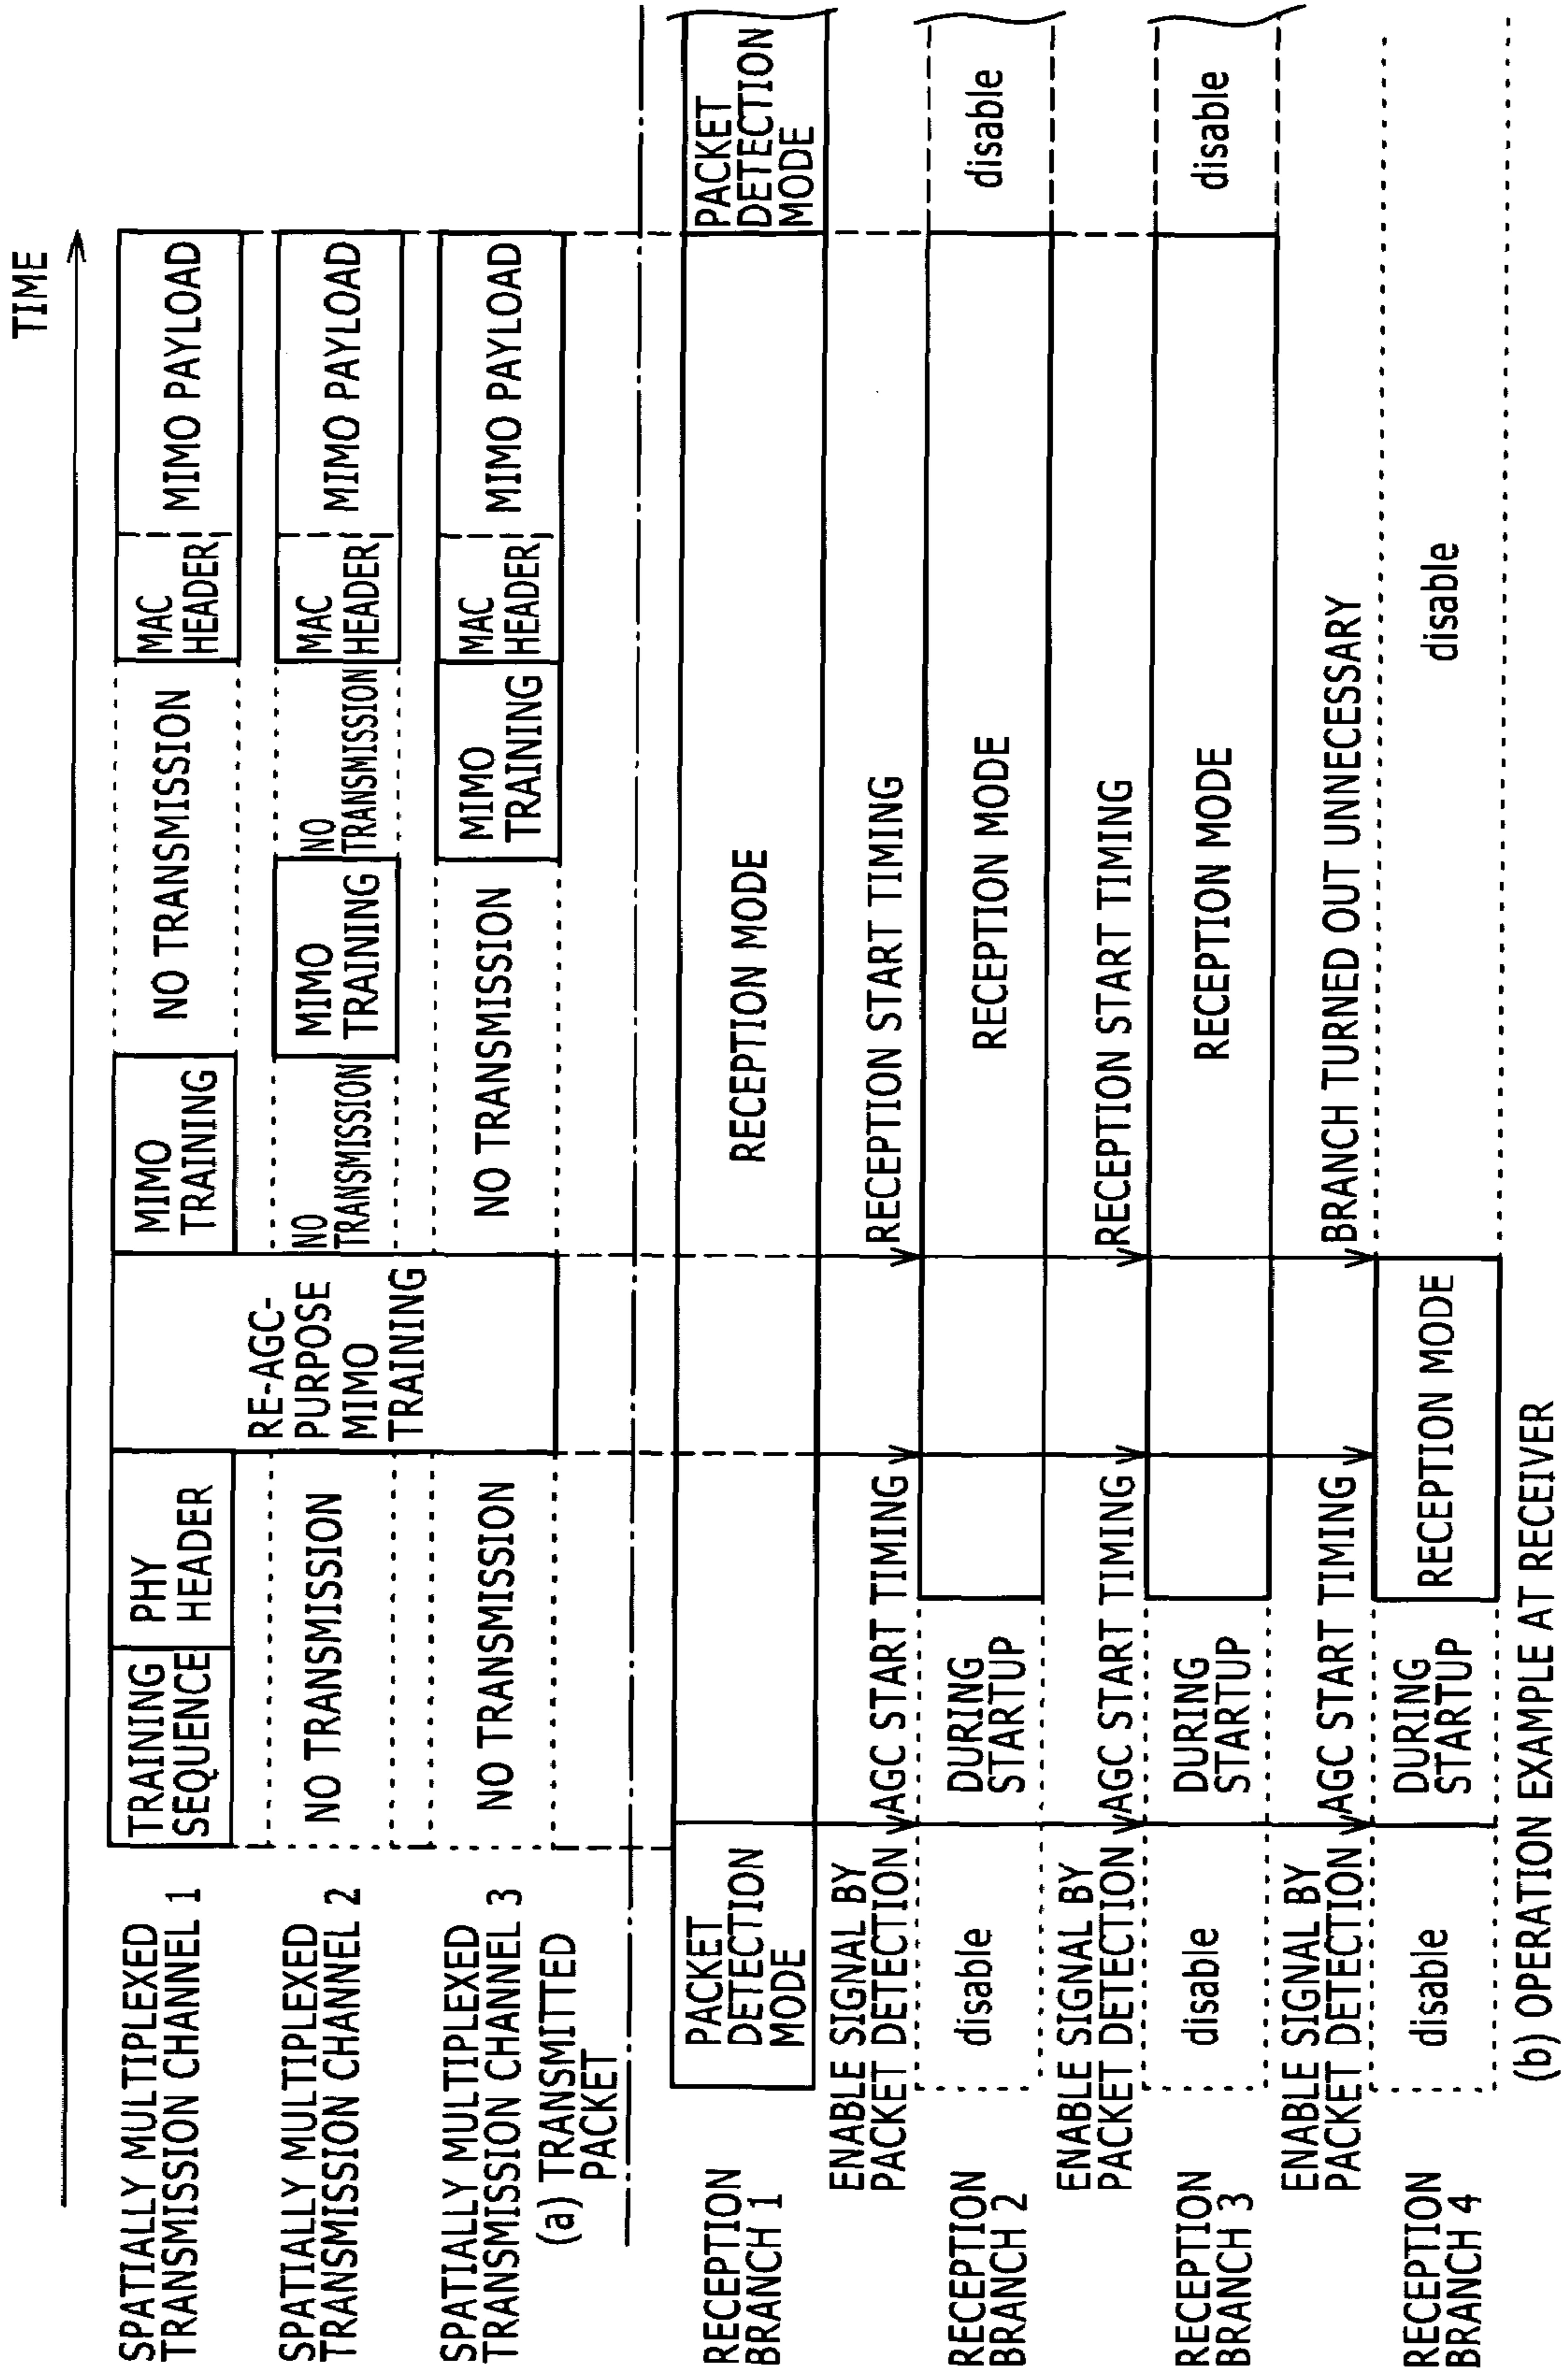 TIME
SPATIALLY MULTIPLEXED
TRANSMISSION CHANNEL 1
TRAINING
SEQUENCE
PHY
HEADER
RE-AGC-
PURPOSE
MIMO
TRAINING
MIMO
TRAINING
NO TRANSMISSION
MAC
HEADER
MIMO PAYLOAD
SPATIALLY MULTIPLEXED
TRANSMISSION CHANNEL 2
NO TRANSMISSION
NO
TRANSMISSION
MIMO
TRAINING
NO
TRANSMISSION
MAC
HEADER
MIMO PAYLOAD
SPATIALLY MULTIPLEXED
TRANSMISSION CHANNEL 3
NO TRANSMISSION
NO TRANSMISSION
MIMO
TRAINING
MAC
HEADER
MIMO PAYLOAD
(a) TRANSMITTED
PACKET
RECEPTION
BRANCH 1
PACKET
DETECTION
MODE
RECEPTION MODE
PACKET
DETECTION
MODE
ENABLE SIGNAL BY
PACKET DETECTION
AGC START TIMING
RECEPTION START TIMING
RECEPTION
BRANCH 2
disable
DURING
STARTUP
RECEPTION MODE
disable
ENABLE SIGNAL BY
PACKET DETECTION
AGC START TIMING
RECEPTION START TIMING
RECEPTION
BRANCH 3
disable
DURING
STARTUP
RECEPTION MODE
disable
ENABLE SIGNAL BY
PACKET DETECTION
AGC START TIMING
BRANCH TURNED OUT UNNECESSARY
RECEPTION
BRANCH 4
disable
DURING
STARTUP
RECEPTION MODE
disable
(b) OPERATION EXAMPLE AT RECEIVER